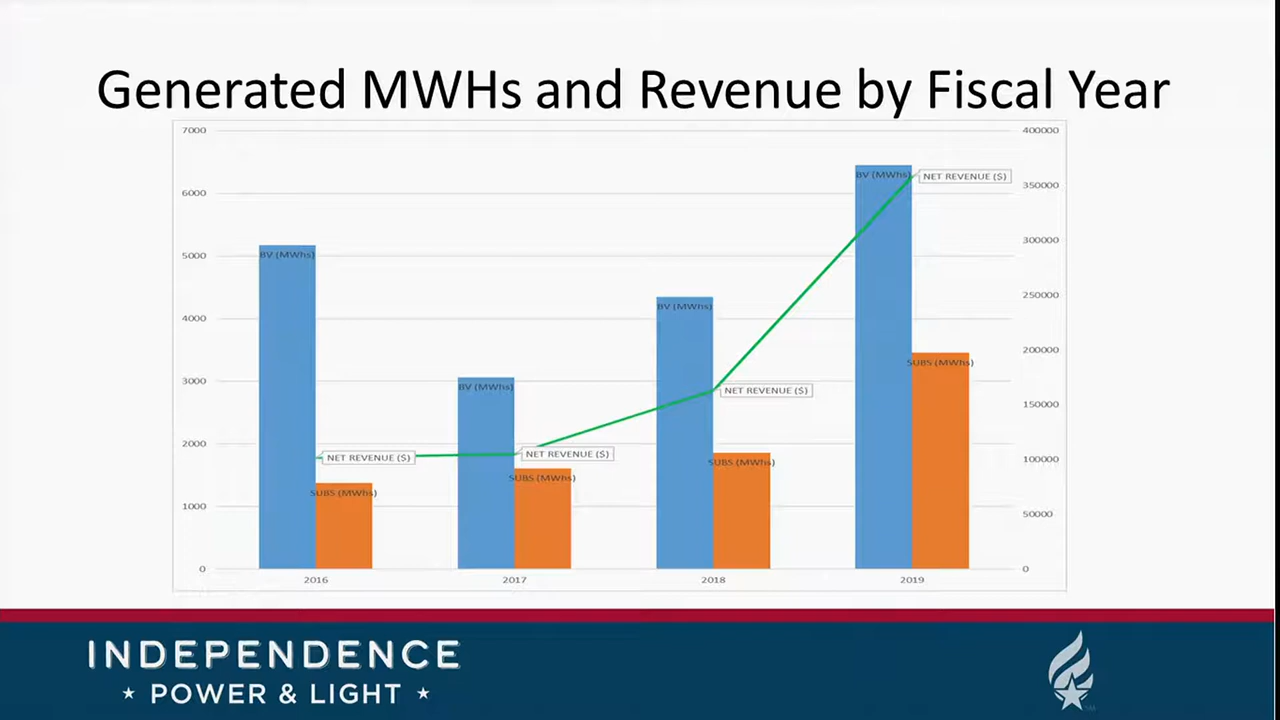 Generated MWHs and Revenue by Fiscal Year
7000
400000
6000
350000
5000
300000
4000
250000
3000
200000
2000
150000
1000
100000
0
50000
0
BV (MWhs)
SUBS (MWhs)
NET REVENUE ($)
BV (MWhs)
SUBS (MWhs)
NET REVENUE ($)
BV (MWhs)
SUBS (MWhs)
NET REVENUE ($)
BV (MWhs)
SUBS (MWhs)
NET REVENUE ($)
2016
2017
2018
2019
INDEPENDENCE
★ POWER & LIGHT ★